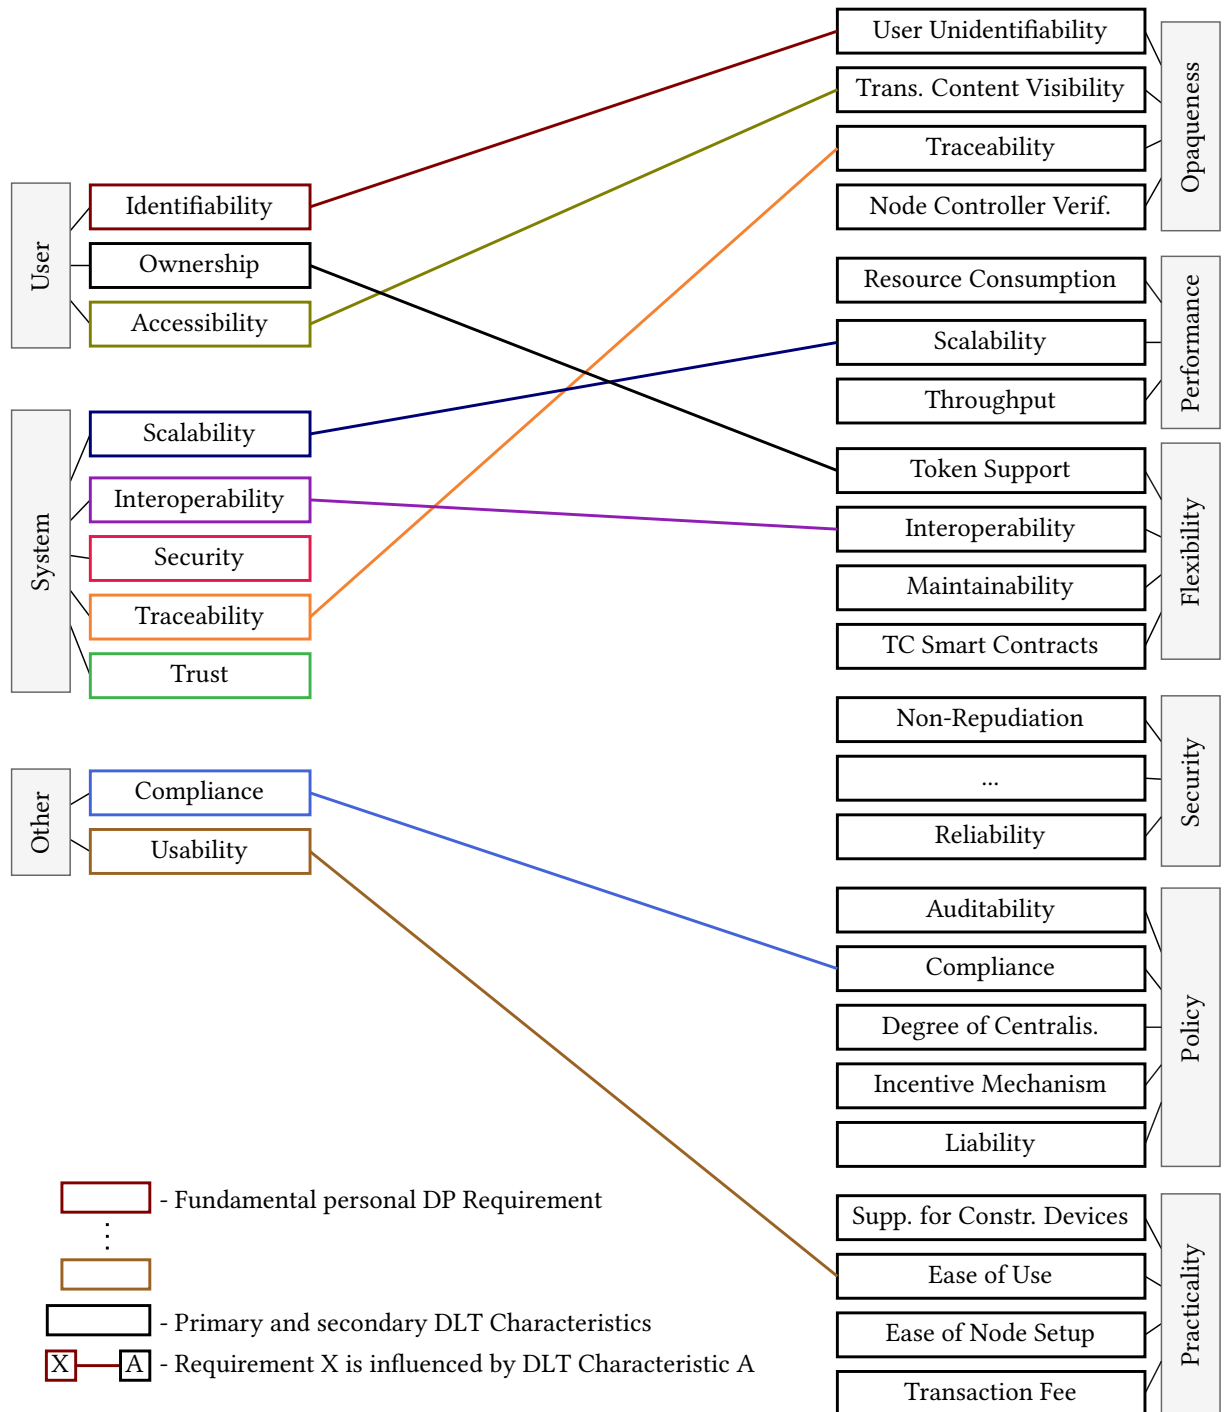 User
Identifiability
Ownership
Accessibility
System
Scalability
Interoperability
Security
Traceability
Trust
Other
Compliance
Usability
User Unidentifiability
Trans. Content Visibility
Traceability
Node Controller Verif.
Opaqueness
Resource Consumption
Scalability
Throughput
Performance
Token Support
Interoperability
Maintainability
TC Smart Contracts
Flexibility
Non-Repudiation
...
Reliability
Security
Auditability
Compliance
Degree of Centralis.
Incentive Mechanism
Liability
Policy
Supp. for Constr. Devices
Ease of Use
Ease of Node Setup
Transaction Fee
Practicality
- Fundamental personal DP Requirement
- Primary and secondary DLT Characteristics
X A - Requirement X is influenced by DLT Characteristic A